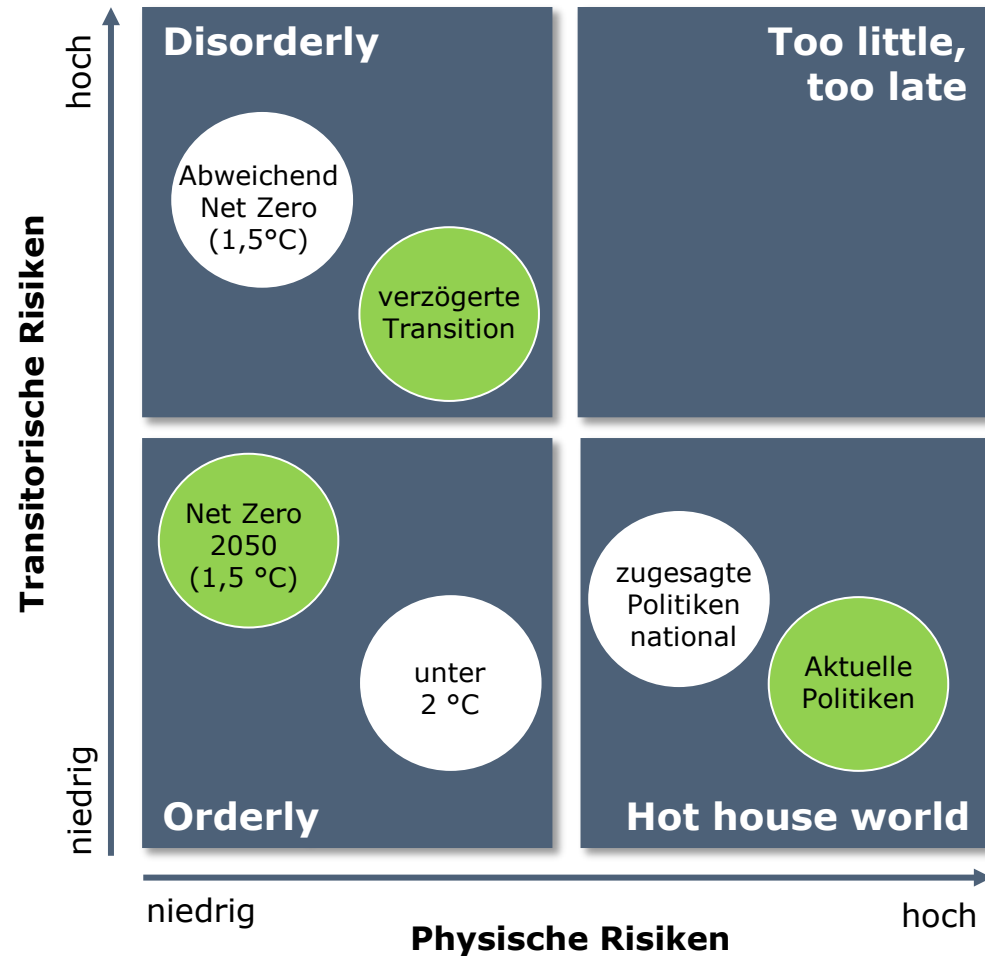 hoch
Disorderly
Too little,
too late
Abweichend
Net Zero
(1,5°C)
verzögerte
Transition
Transitorische Risiken
Net Zero
2050
(1,5 °C)
zugesagte
Politiken
national
unter
2 °C
Aktuelle
Politiken
niedrig
Orderly
Hot house world
niedrig
hoch
Physische Risiken